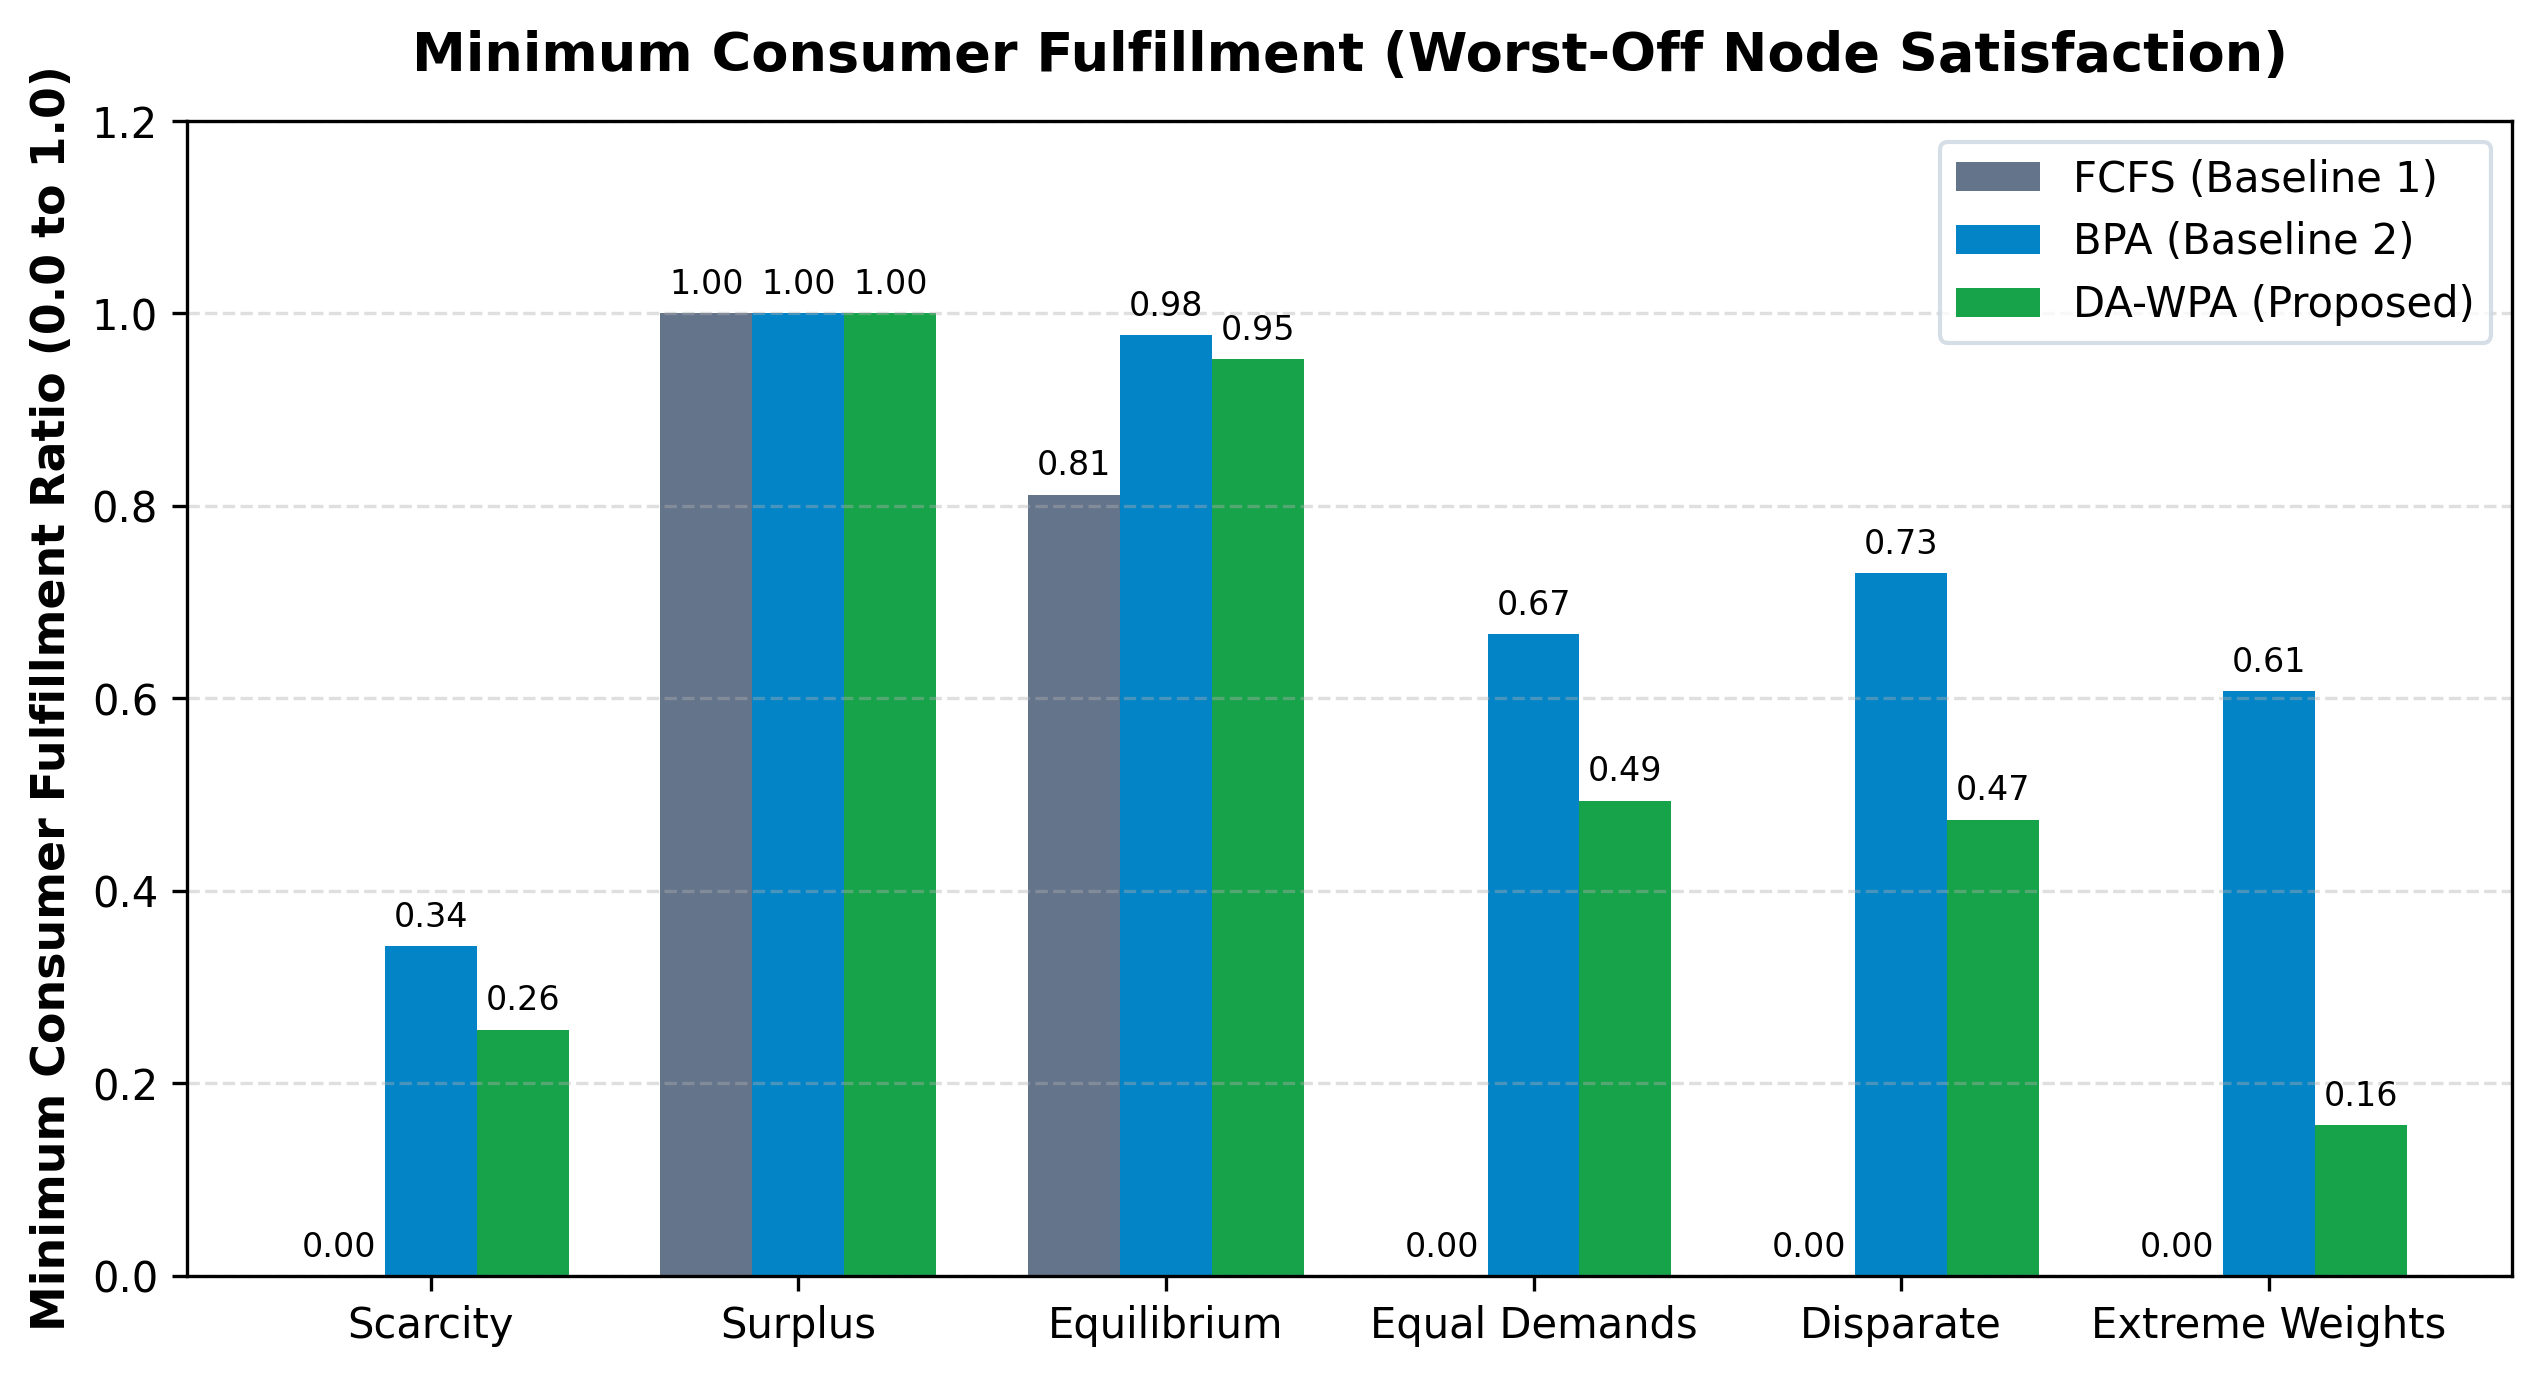 Minimum Consumer Fulfillment (Worst-Off Node Satisfaction)
Minimum Consumer Fulfillment Ratio (0.0 to 1.0)
1.2
1.0
0.8
0.6
0.4
0.2
0.0
FCFS (Baseline 1)
BPA (Baseline 2)
DA-WPA (Proposed)
0.00
0.34
0.26
1.00
1.00
1.00
0.81
0.98
0.95
0.00
0.67
0.49
0.00
0.73
0.47
0.00
0.61
0.16
Scarcity
Surplus
Equilibrium
Equal Demands
Disparate
Extreme Weights